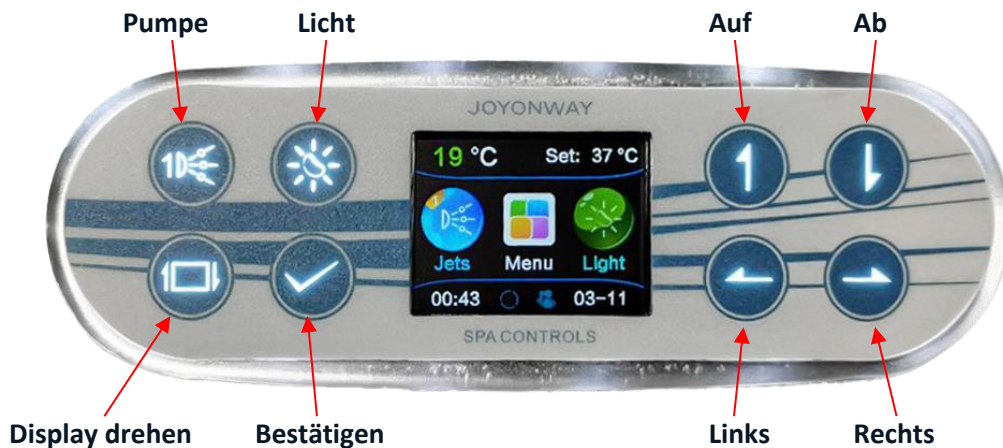 Pumpe Licht Auf Ab
JOYONWAY
1
19 °C Set: 37 °C
Jets Menu Light
00:43 03-11
SPA CONTROLS
Display drehen Bestätigen Links Rechts